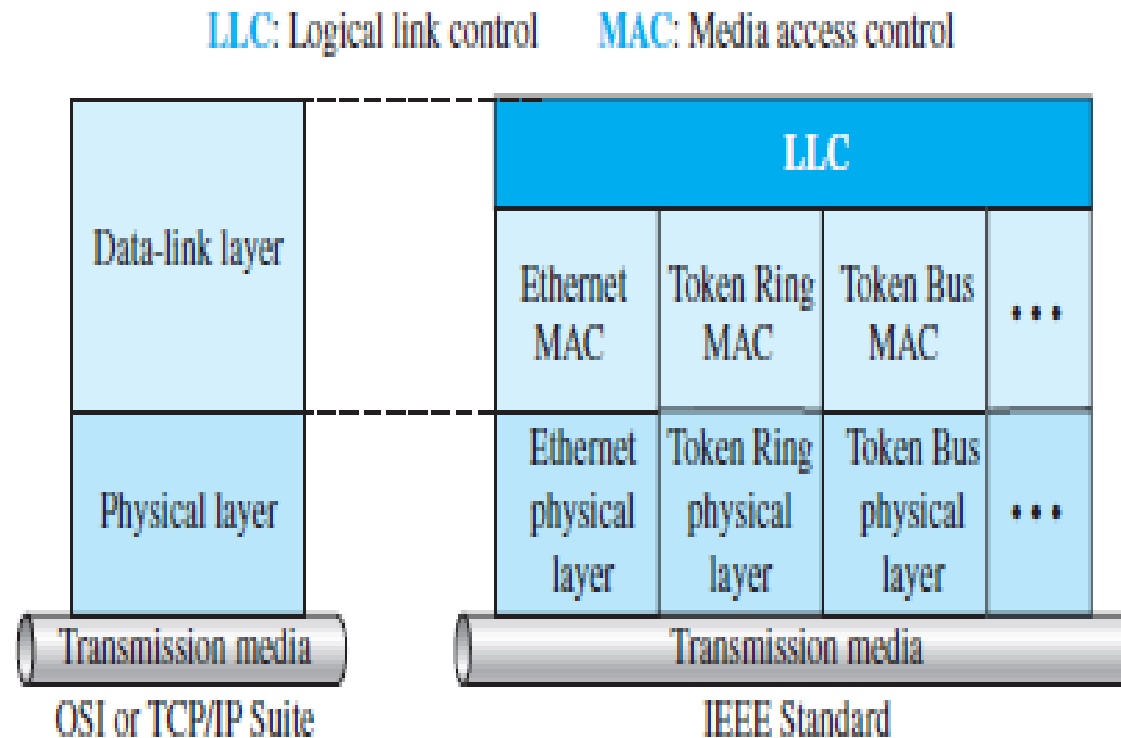 LLC: Logical link control MAC: Media access control
LLC
Data-link layer
Ethernet
MAC
Token Ring
MAC
Token Bus
MAC
•••
Physical layer
Ethernet
physical
layer
Token Ring
physical
layer
Token Bus
physical
layer
•••
Transmission media
Transmission media
OSI or TCP/IP Suite
IEEE Standard